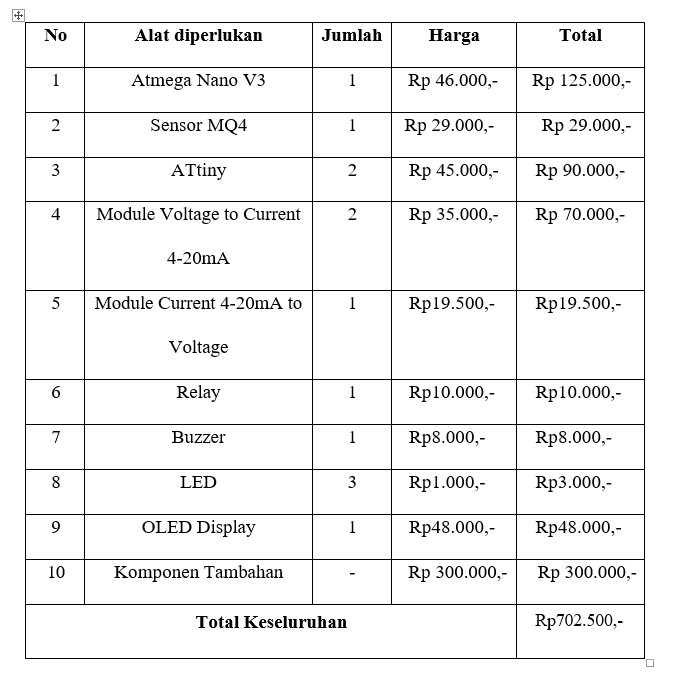 No Alat diperlukan Jumlah Harga Total
1 Atmega Nano V3 1 Rp 46.000,- Rp 125.000,-
2 Sensor MQ4 1 Rp 29.000,- Rp 29.000,-
3 ATtiny 2 Rp 45.000,- Rp 90.000,-
4 Module Voltage to Current 2 Rp 35.000,- Rp 70.000,-
4-20mA
5 Module Current 4-20mA to 1 Rp19.500,- Rp19.500,-
Voltage
6 Relay 1 Rp10.000,- Rp10.000,-
7 Buzzer 1 Rp8.000,- Rp8.000,-
8 LED 3 Rp1.000,- Rp3.000,-
9 OLED Display 1 Rp48.000,- Rp48.000,-
10 Komponen Tambahan - Rp 300.000,- Rp 300.000,-
Total Keseluruhan Rp702.500,-